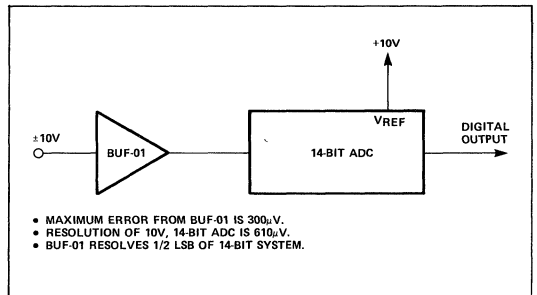 +10V
VREF
±10V
BUF-01
14-BIT ADC
DIGITAL
OUTPUT
• MAXIMUM ERROR FROM BUF-01 IS 300μV.
• RESOLUTION OF 10V, 14-BIT ADC IS 610μV.
• BUF-01 RESOLVES 1/2 LSB OF 14-BIT SYSTEM.